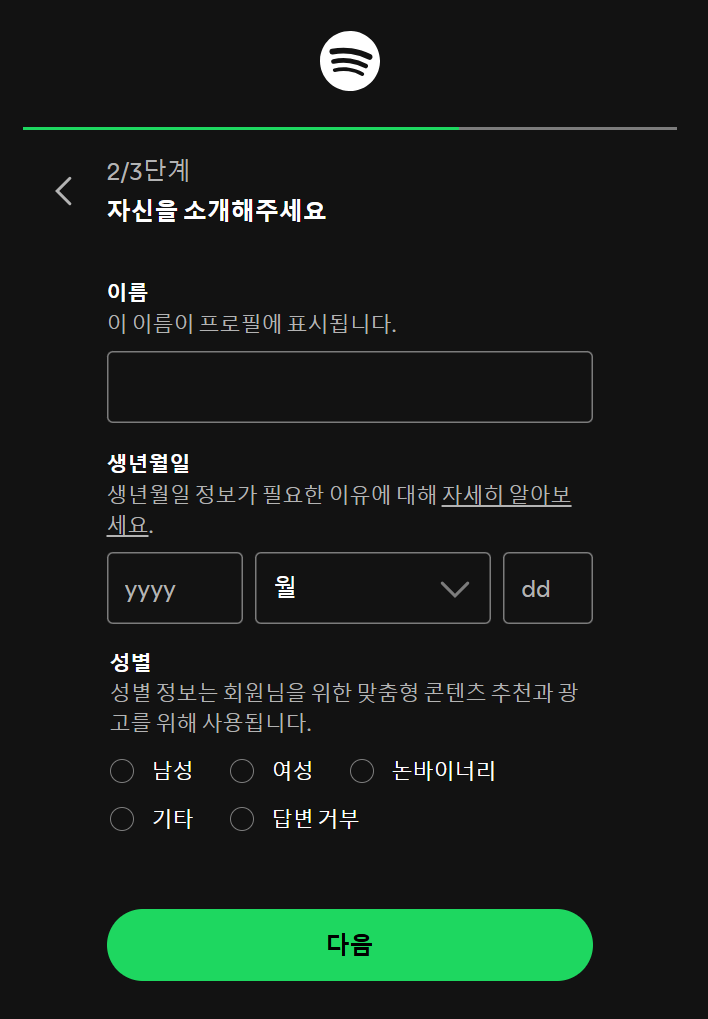 2/3단계
자신을 소개해주세요
이름
이 이름이 프로필에 표시됩니다.
생년월일
생년월일 정보가 필요한 이유에 대해 자세히 알아보
세요.
yyyy 월 dd
성별
성별 정보는 회원님을 위한 맞춤형 콘텐츠 추천과 광
고를 위해 사용됩니다.
남성 여성 논바이너리
기타 답변 거부
다음